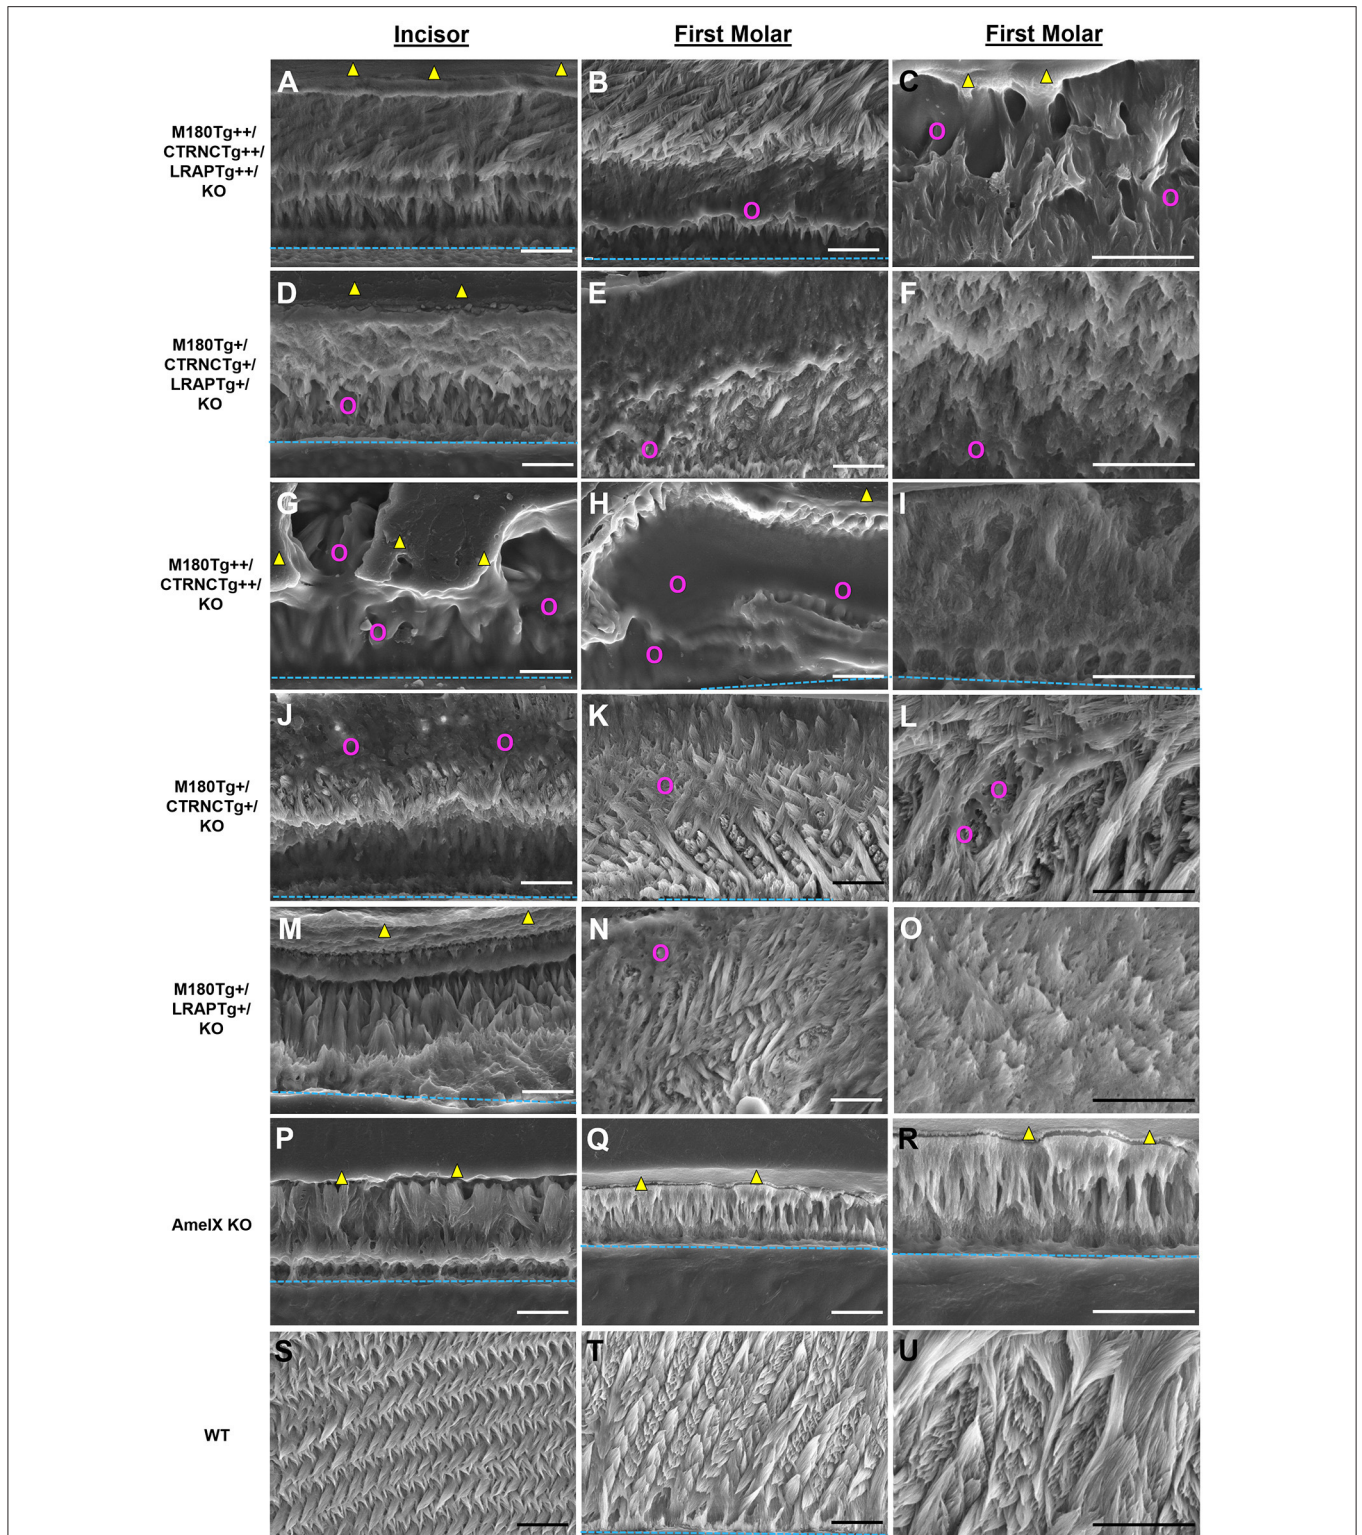 Incisor
First Molar
First Molar
A
B
C
M180Tg++/
CTRNCTg++/
LRAPTg++/
KO
O
O
O
D
E
F
M180Tg+/
CTRNCTg+/
LRAPTg+/
KO
O
O
O
G
H
I
M180Tg++/
CTRNCTg++/
KO
O
O
O
O
O
O
J
K
L
M180Tg+/
CTRNCTg+/
KO
O
O
O
O
O
M
N
O
M180Tg+/
LRAPTg+/
KO
O
P
Q
R
AmelX KO
S
T
U
WT